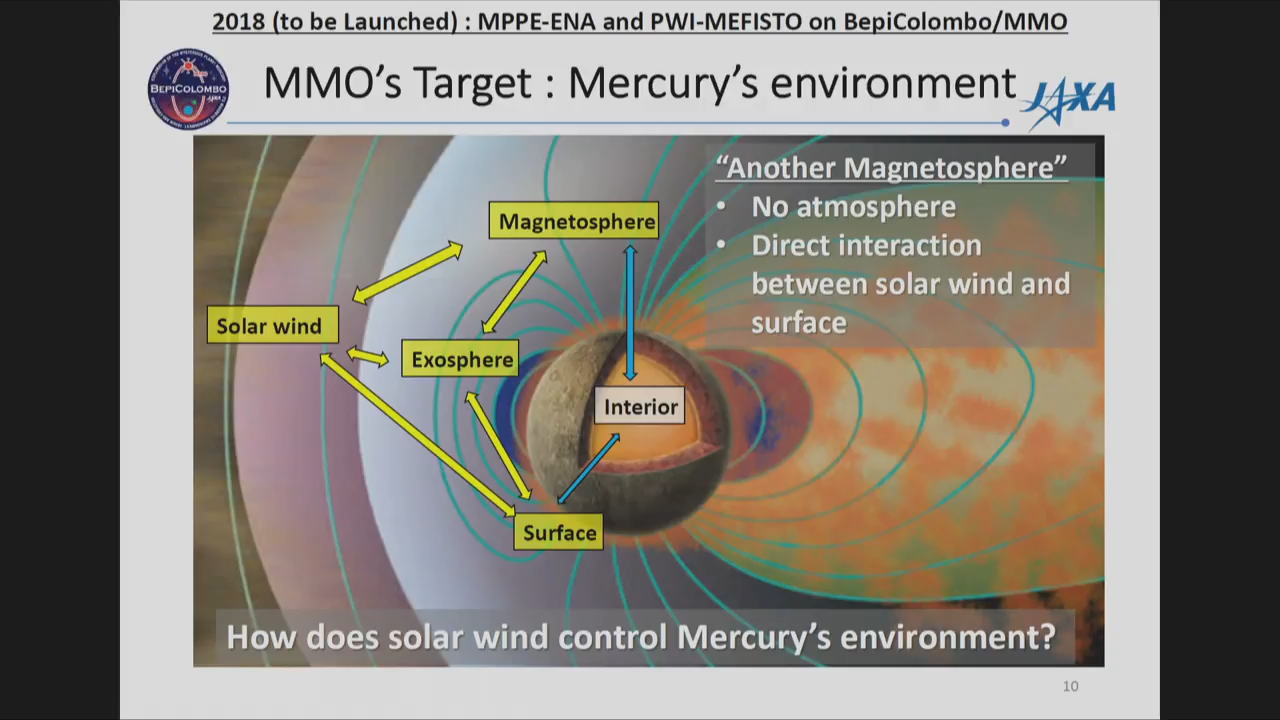 2018 (to be Launched) : MPPE-ENA and PWI-MEFISTO on BepiColombo/MMO
BEPICOLOMBO
MMO's Target : Mercury's environment
JAXA
"Another Magnetosphere"
• No atmosphere
• Direct interaction
between solar wind and
surface
Magnetosphere
Solar wind
Exosphere
Interior
Surface
How does solar wind control Mercury's environment?
10